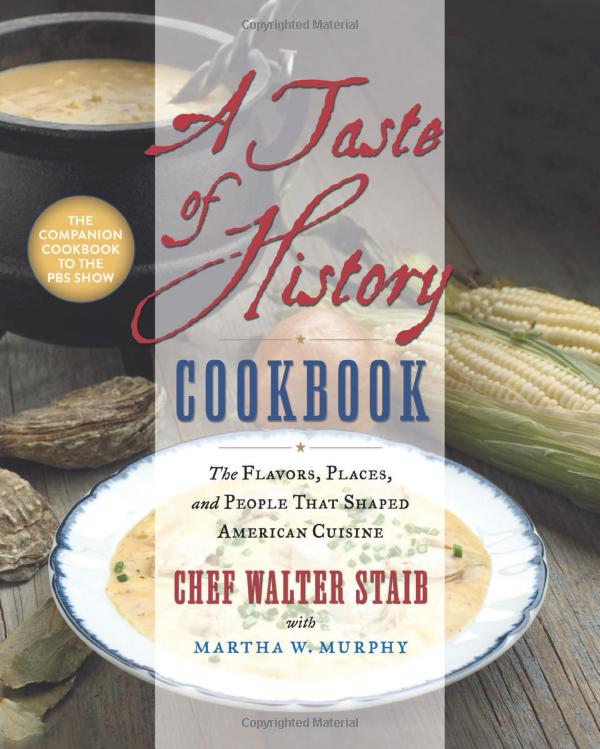 Copyrighted Material
A Taste
of
History
THE
COMPANION
COOKBOOK
TO THE
PBS SHOW
COOKBOOK
The FLAVORS, PLACES,
and PEOPLE THAT SHAPED
AMERICAN CUISINE
CHEF WALTER STAIB
with
MARTHA W. MURPHY
Copyrighted Material